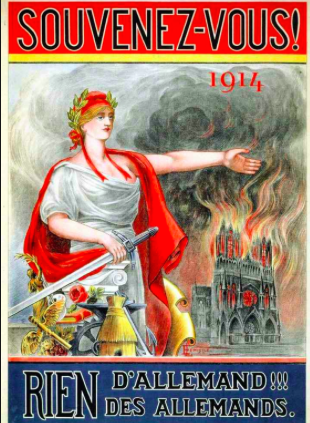 SOUVENEZ-VOUS!
1914
RIEN D'ALLEMAND!!!
DES ALLEMANDS.